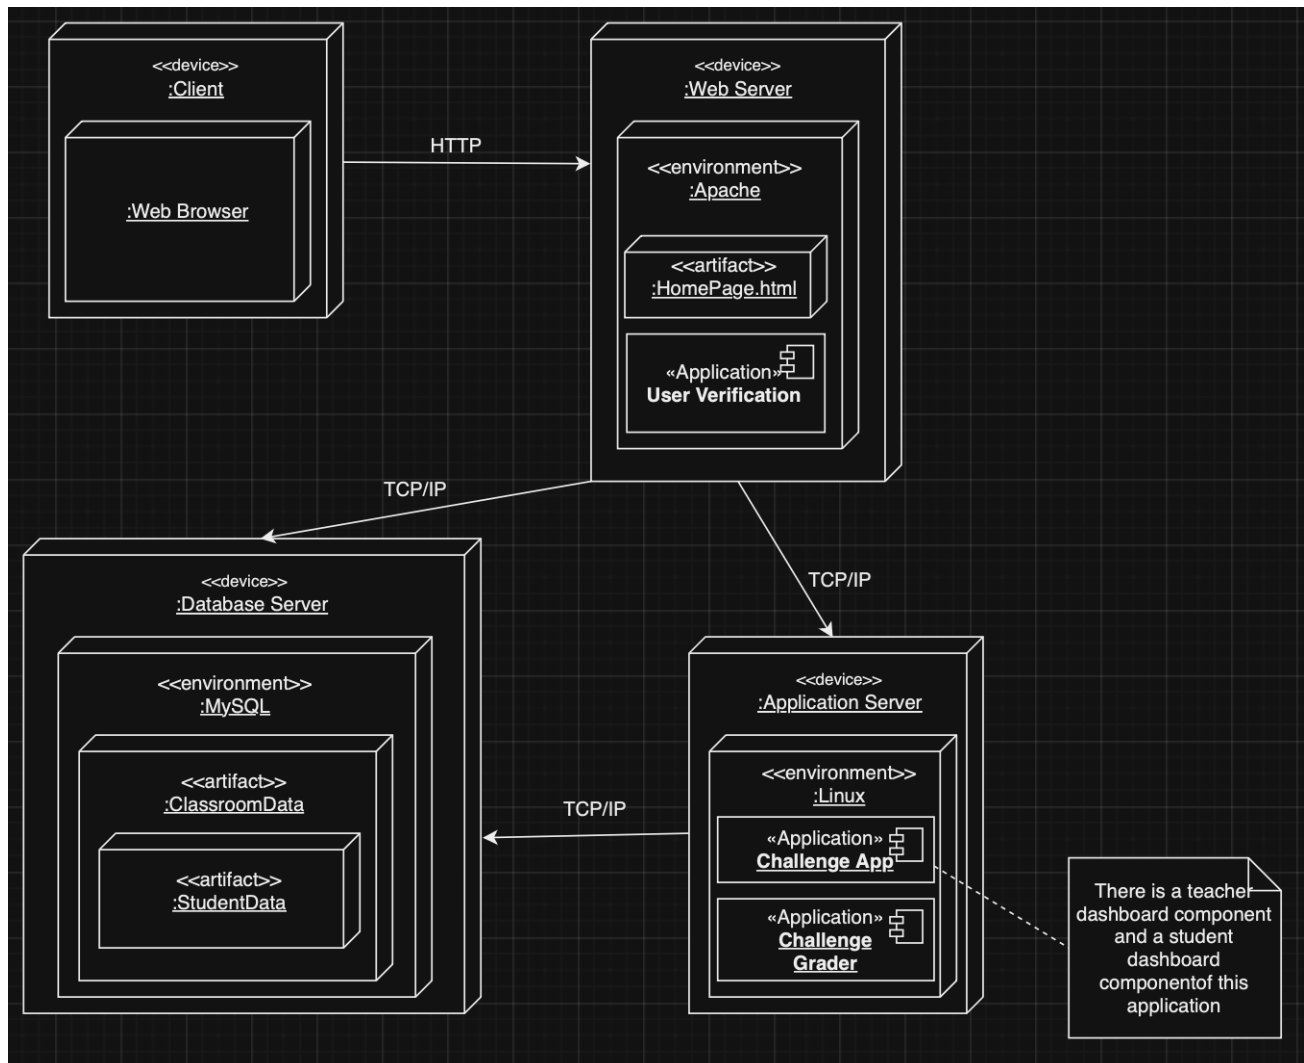 <<device>>
:Client
:Web Browser
HTTP
<<device>>
:Web Server
<<environment>>
:Apache
<<artifact>>
:HomePage.html
«Application»
User Verification
TCP/IP
TCP/IP
<<device>>
:Database Server
<<environment>>
:MySQL
<<artifact>>
:ClassroomData
<<artifact>>
:StudentData
TCP/IP
<<device>>
:Application Server
<<environment>>
:Linux
«Application»
Challenge App
«Application»
Challenge
Grader
There is a teacher
dashboard component
and a student
dashboard
componentof this
application